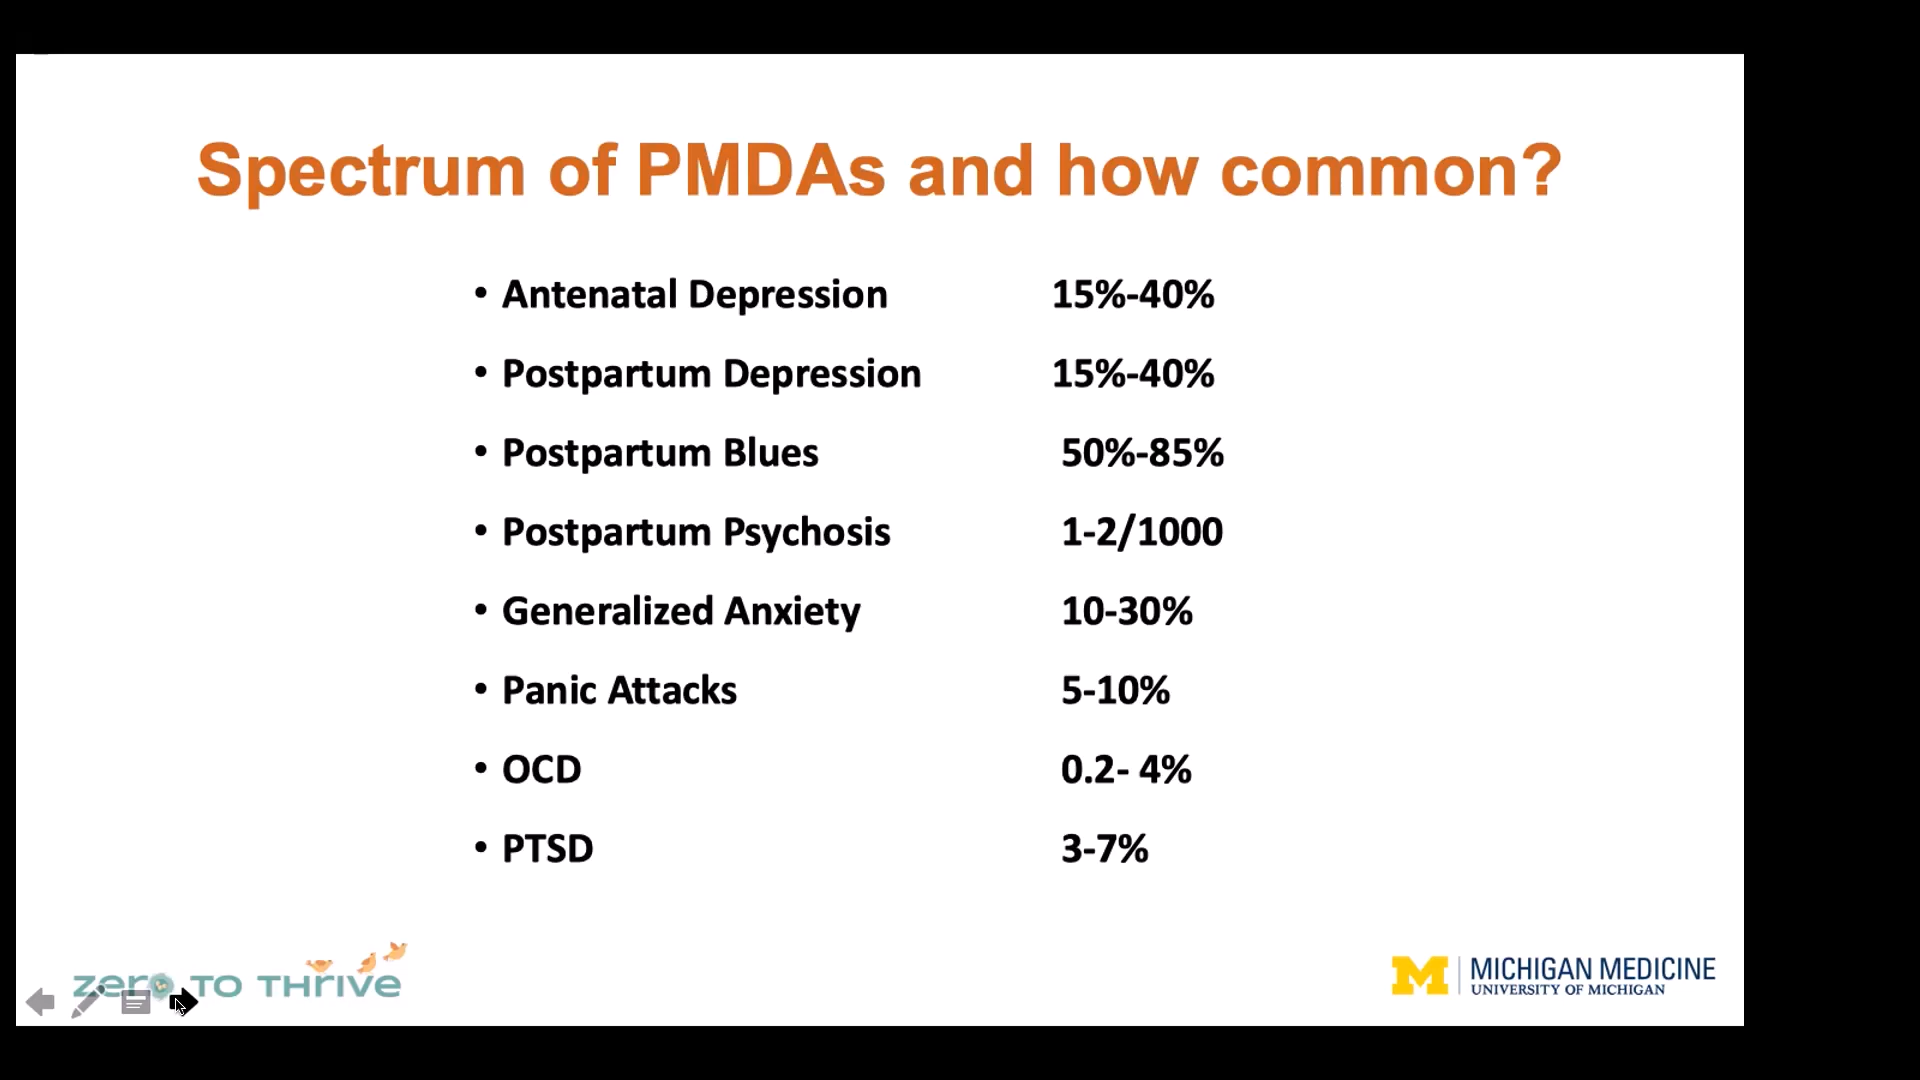 Spectrum of PMDAs and how common?
• Antenatal Depression 15%-40%
• Postpartum Depression 15%-40%
• Postpartum Blues 50%-85%
• Postpartum Psychosis 1-2/1000
• Generalized Anxiety 10-30%
• Panic Attacks 5-10%
• OCD 0.2- 4%
• PTSD 3-7%
zero TO THrive
M MICHIGAN MEDICINE
UNIVERSITY OF MICHIGAN